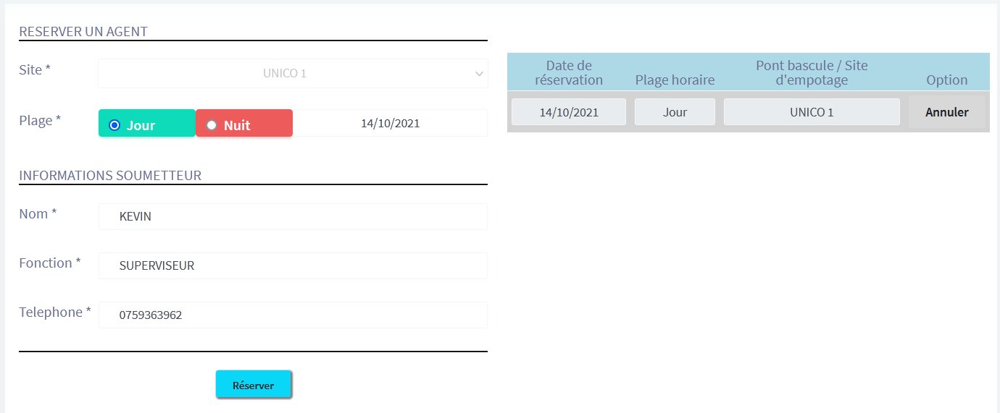 RESERVER UN AGENT
Site *
UNICO 1
Plage *
Jour
Nuit
14/10/2021
INFORMATIONS SOUMETTEUR
Nom *
KEVIN
Fonction *
SUPERVISEUR
Telephone *
0759363962
Réserver
Date de
réservation
Plage horaire
Pont bascule / Site
d'empotage
Option
14/10/2021
Jour
UNICO 1
Annuler